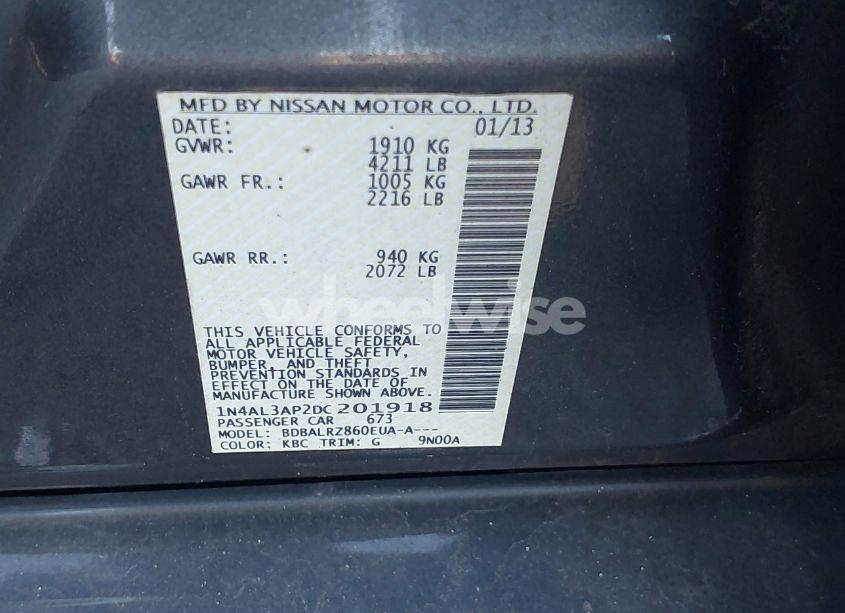 MFD BY NISSAN MOTOR CO., LTD.
DATE: 01/13
GVWR: 1910 KG
4211 LB
GAWR FR.: 1005 KG
2216 LB
GAWR RR.: 940 KG
2072 LB
wheelwise
THIS VEHICLE CONFORMS TO
ALL APPLICABLE FEDERAL
MOTOR VEHICLE SAFETY,
BUMPER, AND THEFT
PREVENTION STANDARDS IN
EFFECT ON THE DATE OF
MANUFACTURE SHOWN ABOVE.
1N4AL3AP2DC201918
PASSENGER CAR 673
MODEL: BDBALRZ860EUA-A---
COLOR: KBC TRIM: G 9N00A